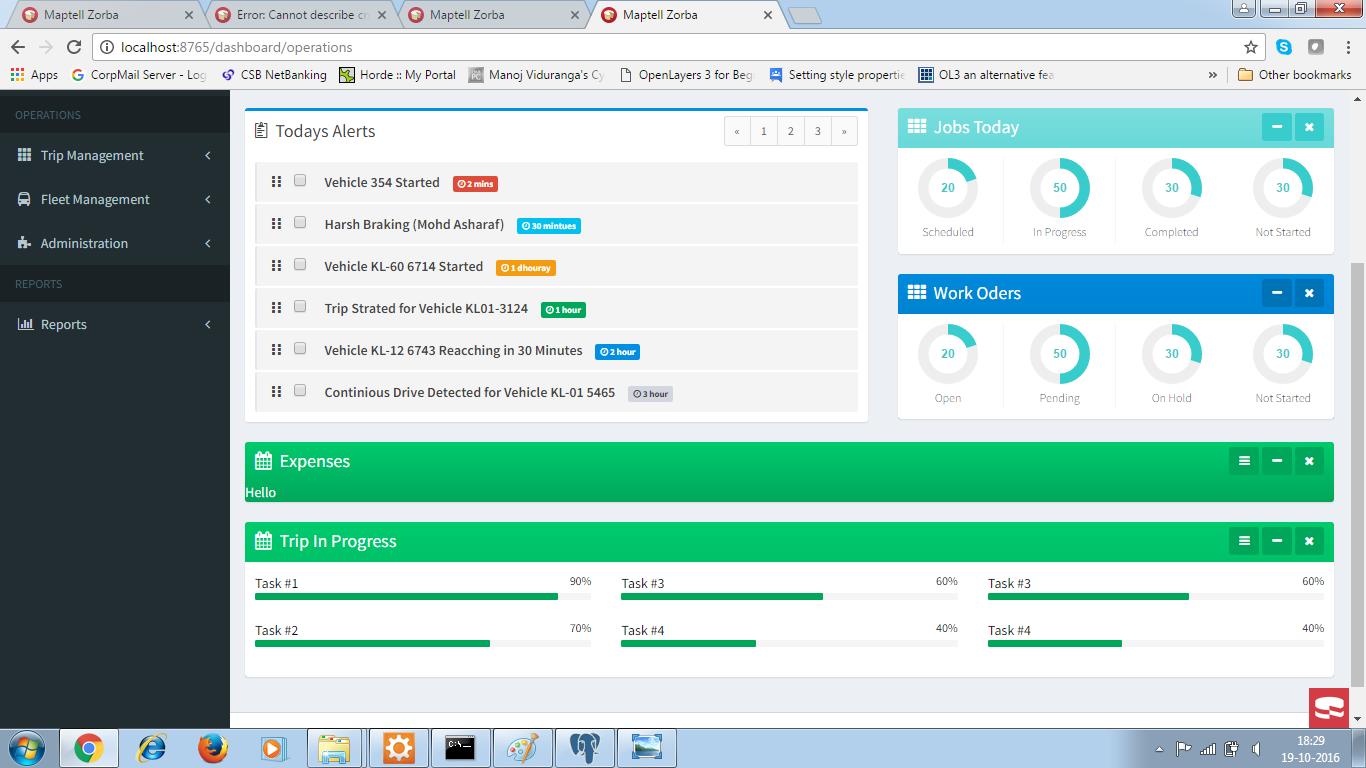 Maptell Zorba
Error: Cannot describe
Maptell Zorba
Maptell Zorba
localhost:8765/dashboard/operations
Apps
CorpMail Server - Log
CSB NetBanking
Horde :: My Portal
Manoj Viduranga's Cy
OpenLayers 3 for Beg
Setting style propertie
OL3 an alternative fea
»
Other bookmarks
OPERATIONS
Trip Management
Fleet Management
Administration
REPORTS
Reports
Todays Alerts
« 1 2 3 »
Vehicle 354 Started 2 mins
Harsh Braking (Mohd Asharaf) 30 mintues
Vehicle KL-60 6714 Started 1 dhouray
Trip Strated for Vehicle KL01-3124 1 hour
Vehicle KL-12 6743 Reacching in 30 Minutes 2 hour
Continious Drive Detected for Vehicle KL-01 5465 3 hour
Jobs Today
20 50 30 30
Scheduled In Progress Completed Not Started
Work Oders
20 50 30 30
Open Pending On Hold Not Started
Expenses
Hello
Trip In Progress
Task #1 90% Task #3 60% Task #3 60%
Task #2 70% Task #4 40% Task #4 40%
18:29
19-10-2016